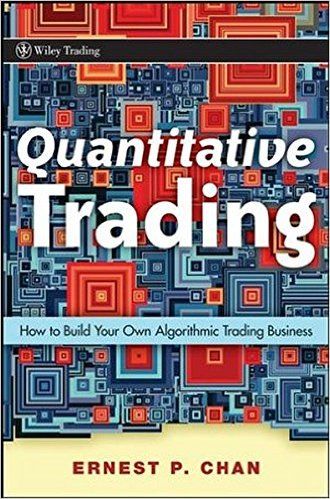 Wiley Trading
Quantitative
Trading
How to Build Your Own Algorithmic Trading Business
ERNEST P. CHAN